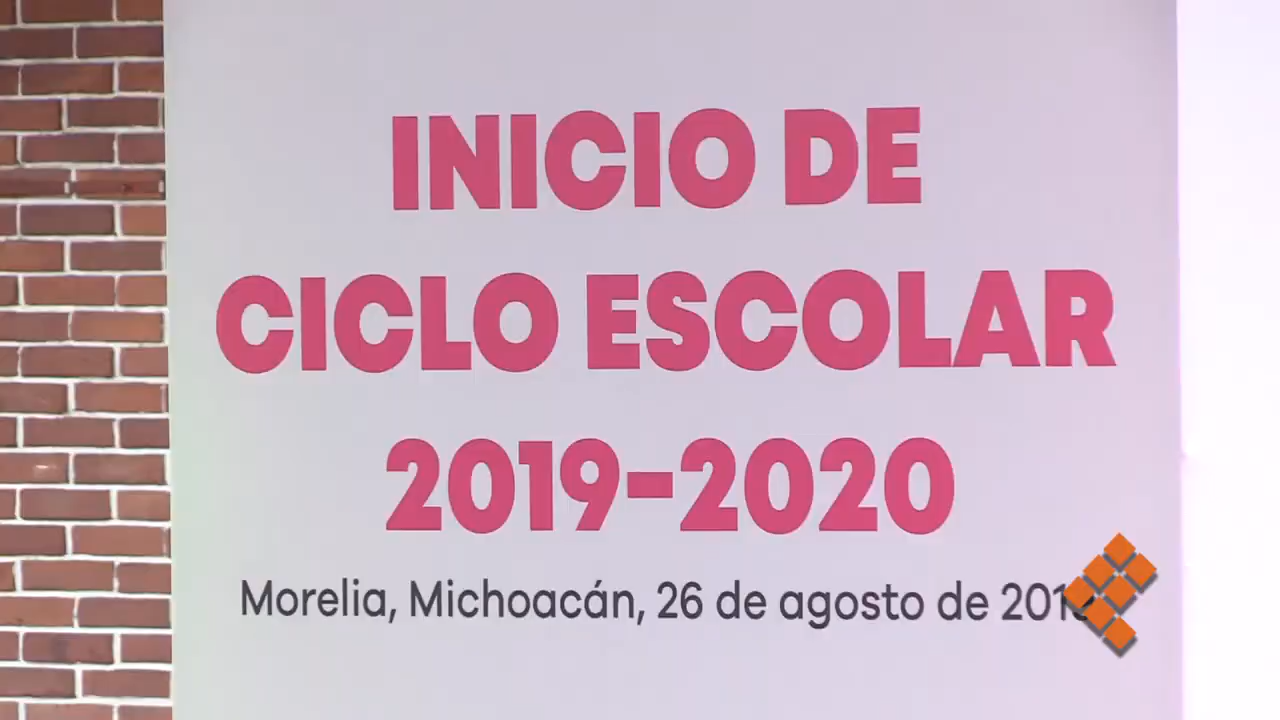 INICIO DE
CICLO ESCOLAR
2019-2020
Morelia, Michoacán, 26 de agosto de